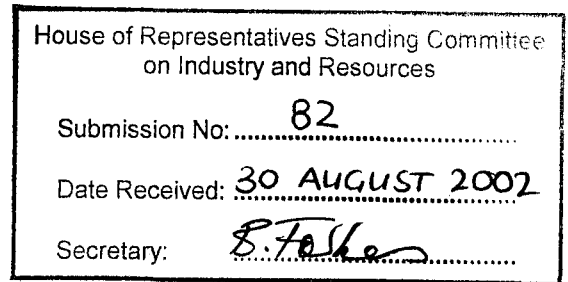 House of Representatives Standing Committee
on Industry and Resources
Submission No: 82
Date Received: 30 AUGUST 2002
Secretary: